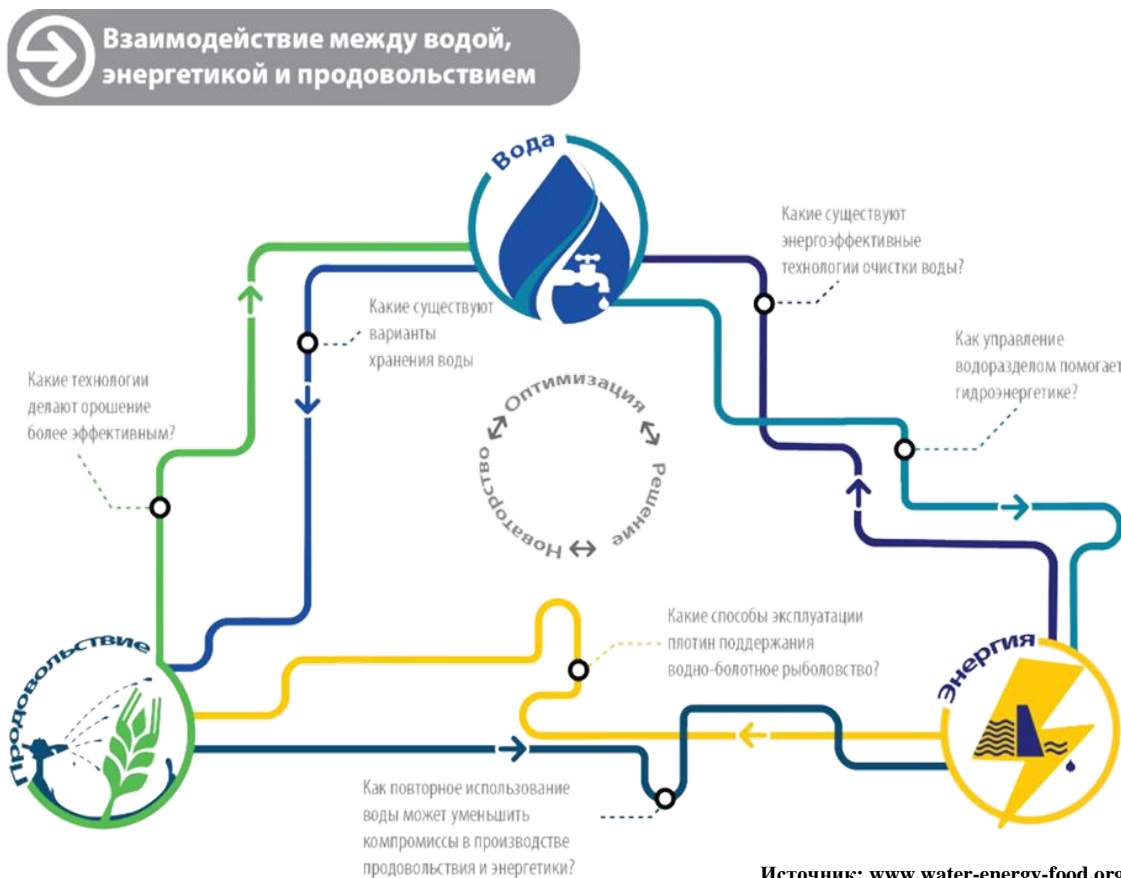 Взаимодействие между водой,
энергетикой и продовольствием
Вода
Какие существуют
энергоэффективные
технологии очистки воды?
Какие существуют
варианты
хранения воды
Как управление
водоразделом помогает
гидроэнергетике?
Какие технологии
делают орошение
более эффективным?
Оптимизация
Решение
Новаторство
Какие способы эксплуатации
плотин поддержания
водно-болотное рыболовство?
Продовольствие
Энергия
Как повторное использование
воды может уменьшить
компромиссы в производстве
продовольствия и энергетики?
Источник: www.water-energy-food.org